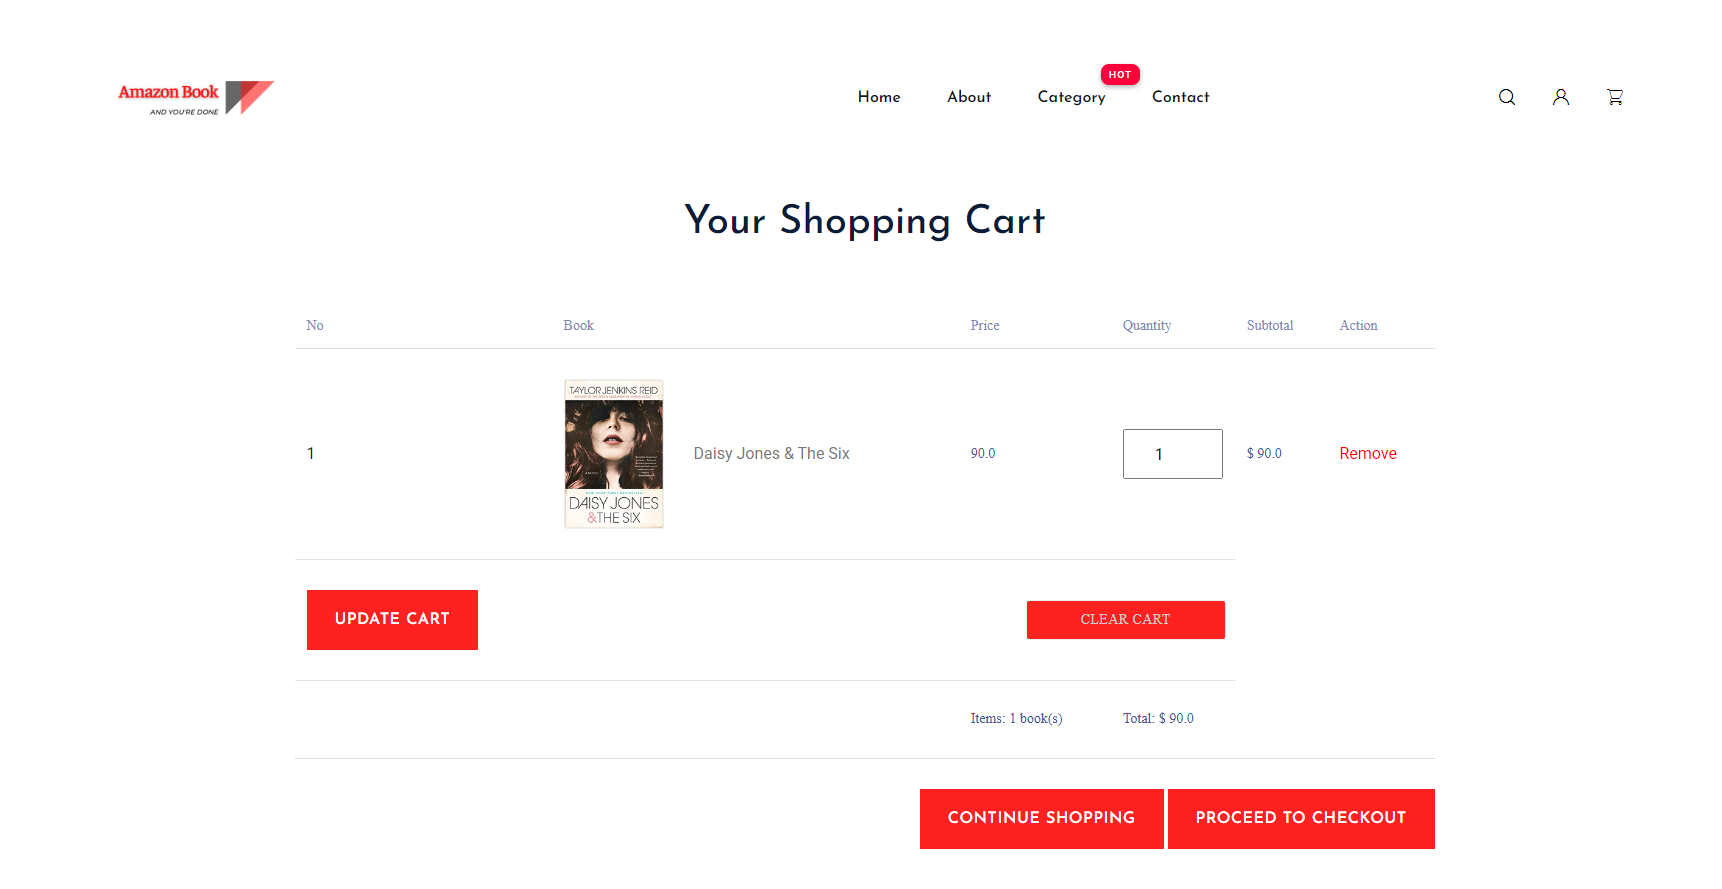 HOT
Amazon Book
AND YOU'RE DONE
Home About Category Contact
Your Shopping Cart
No Book Price Quantity Subtotal Action
TAYLOR JENKINS REID
1 Daisy Jones & The Six 90.0 1 $ 90.0 Remove
A NOVEL
DAISY JONES
&THE SIX
UPDATE CART CLEAR CART
Items: 1 book(s) Total: $ 90.0
CONTINUE SHOPPING PROCEED TO CHECKOUT